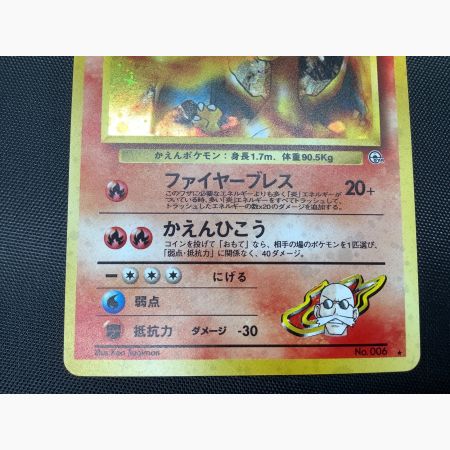 かえんポケモン：身長1.7m. 体重90.5Kg
ファイヤーブレス 20+
このワザに必要なエネルギーよりも多く「炎」エネルギーが
ついている時、多い「炎」エネルギーをすべてトラッシュして、
トラッシュしたエネルギーの数×20のダメージを追加する。
かえんひこう
コインを投げて「おもて」なら、相手の場のポケモンを1匹選び、
「弱点・抵抗力」に関係なく、40ダメージ。
にげる
弱点
抵抗力 ダメージ -30
Illus. Ken Sugimori
No. 006 ★